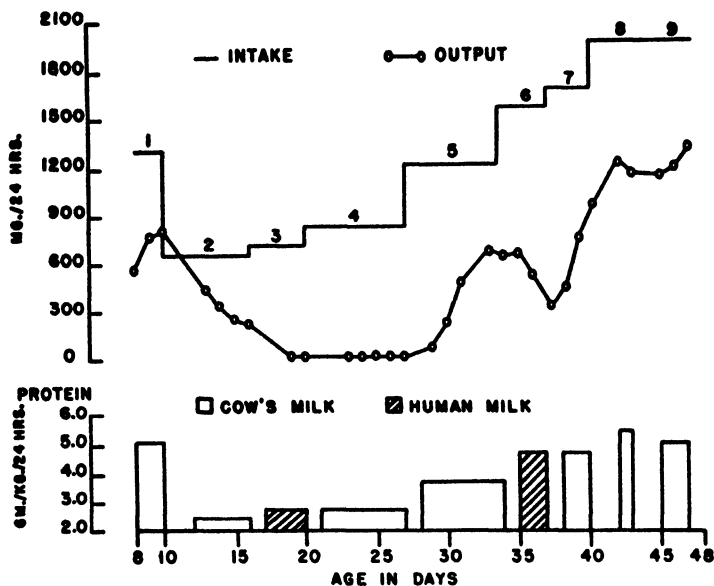 2100
1800
1500
1200
900
600
300
0
MG./24 HRS.
INTAKE
OUTPUT
1
2
3
4
5
6
7
8
9
PROTEIN
GM./KG./24 HRS.
COW'S MILK
HUMAN MILK
6.0
5.0
4.0
3.0
2.0
8 10 15 20 25 30 35 40 45 48
AGE IN DAYS